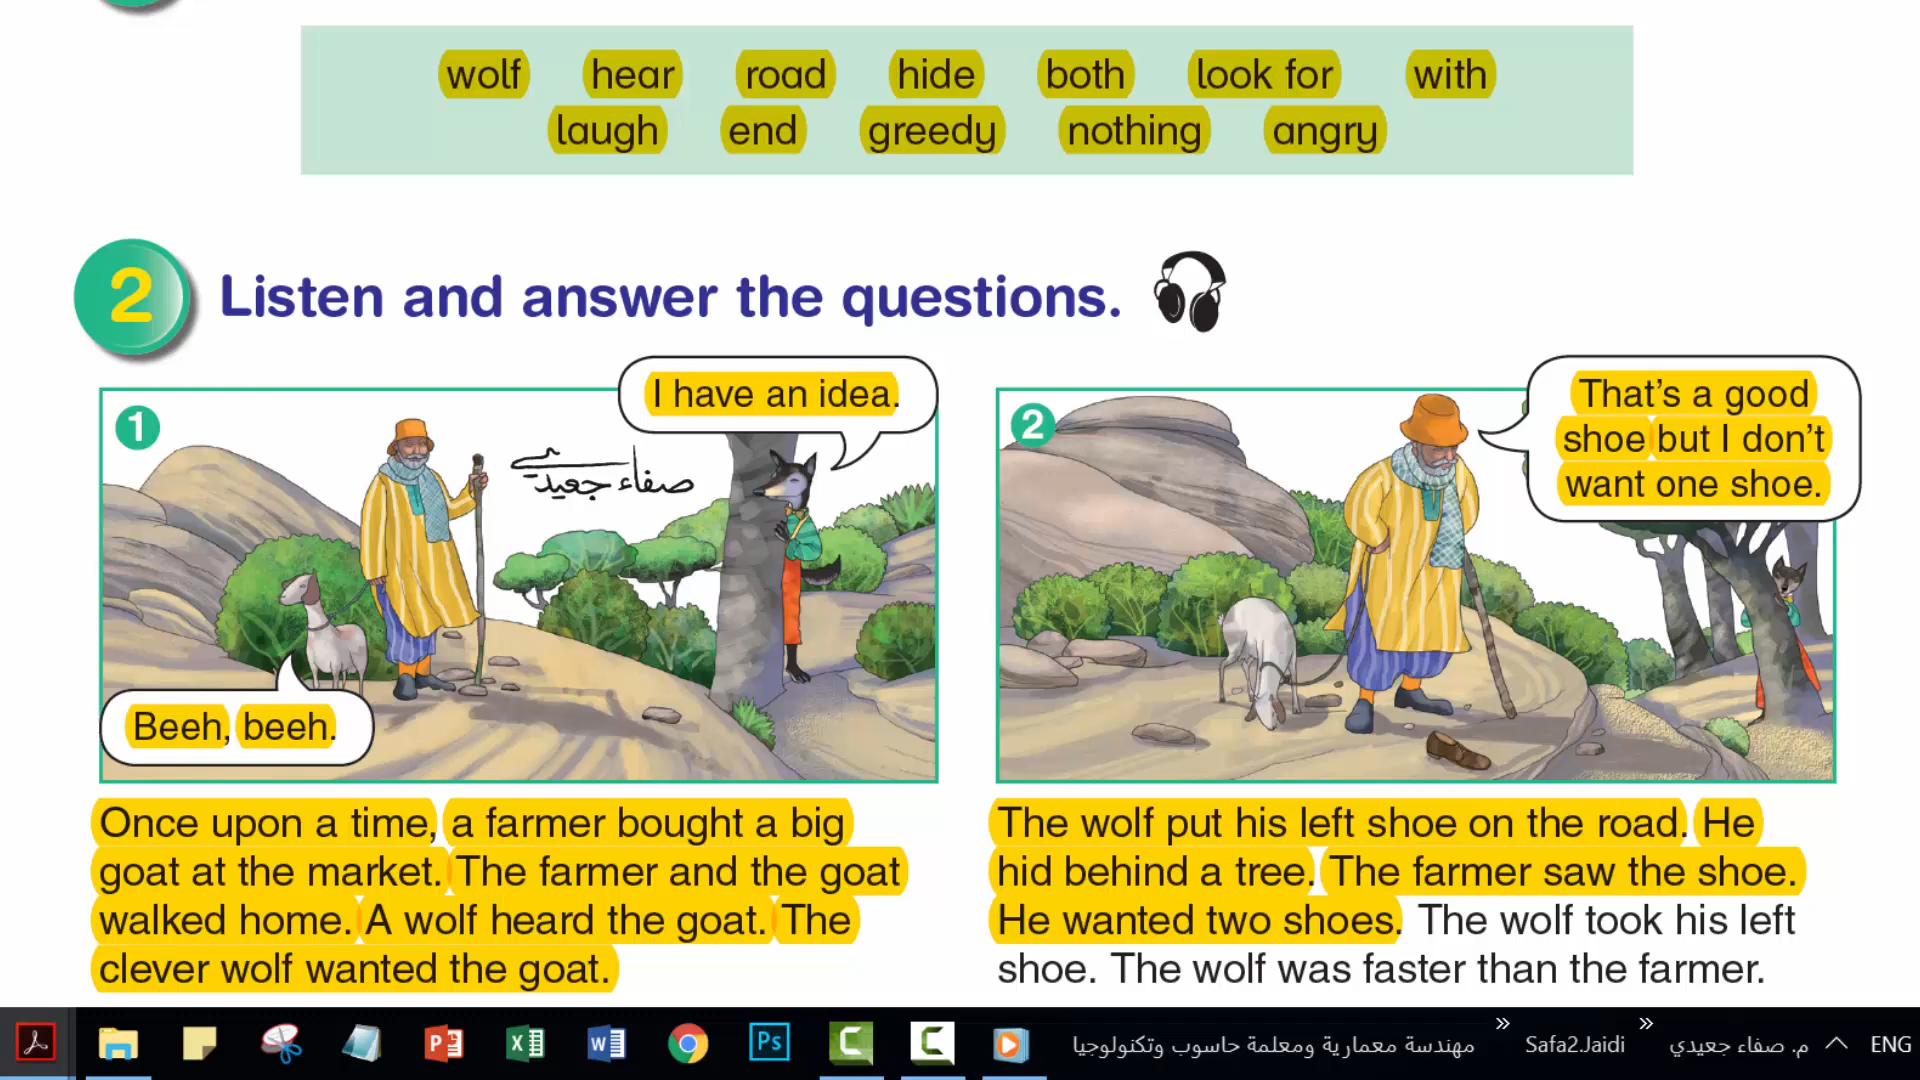 wolf hear road hide both look for with
laugh end greedy nothing angry
2 Listen and answer the questions.
1
I have an idea.
صفاء جعيدي
Beeh, beeh.
2
That's a good
shoe but I don't
want one shoe.
Once upon a time, a farmer bought a big
goat at the market. The farmer and the goat
walked home. A wolf heard the goat. The
clever wolf wanted the goat.
The wolf put his left shoe on the road. He
hid behind a tree. The farmer saw the shoe.
He wanted two shoes. The wolf took his left
shoe. The wolf was faster than the farmer.
Ps مهندسة معمارية ومعلمة حاسوب وتكنولوجيا » Safa2.Jaidi » م. صفاء جعيدي ENG